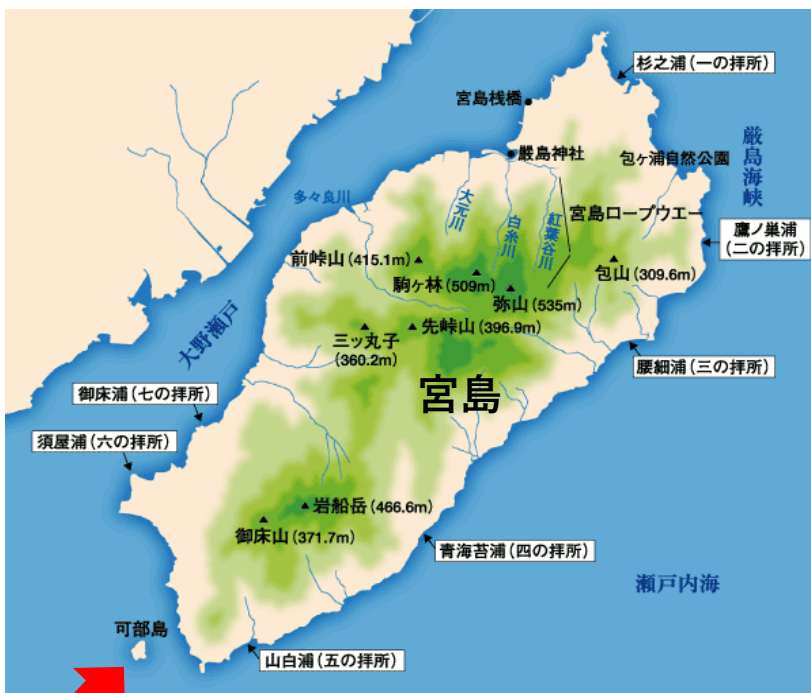 杉之浦(一の拝所)
宮島桟橋
厳島海峡
嚴島神社
包ヶ浦自然公園
多々良川
大元川
白糸川
紅葉谷川
宮島ロープウエー
鷹ノ巣浦
(二の拝所)
前峠山(415.1m)
駒ヶ林(509m)
弥山(535m)
包山(309.6m)
大野瀬戸
三ッ丸子
(360.2m)
先峠山(396.9m)
腰細浦(三の拝所)
宮島
御床浦(七の拝所)
須屋浦(六の拝所)
岩船岳(466.6m)
御床山(371.7m)
青海苔浦(四の拝所)
瀬戸内海
可部島
山白浦(五の拝所)